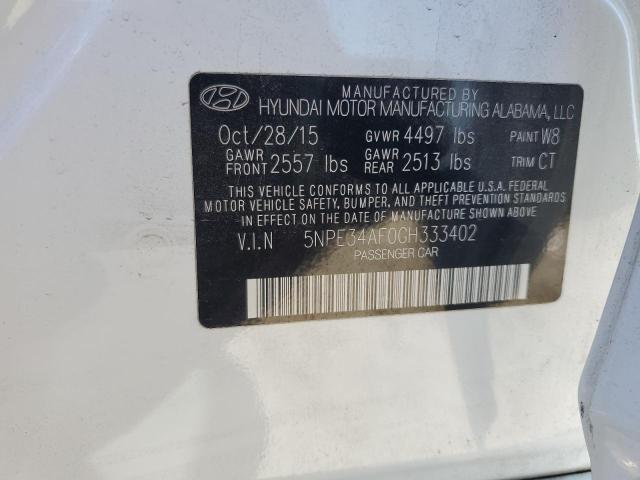 MANUFACTURED BY
HYUNDAI MOTOR MANUFACTURING ALABAMA, LLC
Oct/28/15 GVWR 4497 lbs PAINT W8
GAWR FRONT 2557 lbs GAWR REAR 2513 lbs TRIM CT
THIS VEHICLE CONFORMS TO ALL APPLICABLE U.S.A. FEDERAL
MOTOR VEHICLE SAFETY, BUMPER, AND THEFT PREVENTION STANDARDS
IN EFFECT ON THE DATE OF MANUFACTURE SHOWN ABOVE.
V.I.N 5NPE34AF0GH333402
PASSENGER CAR